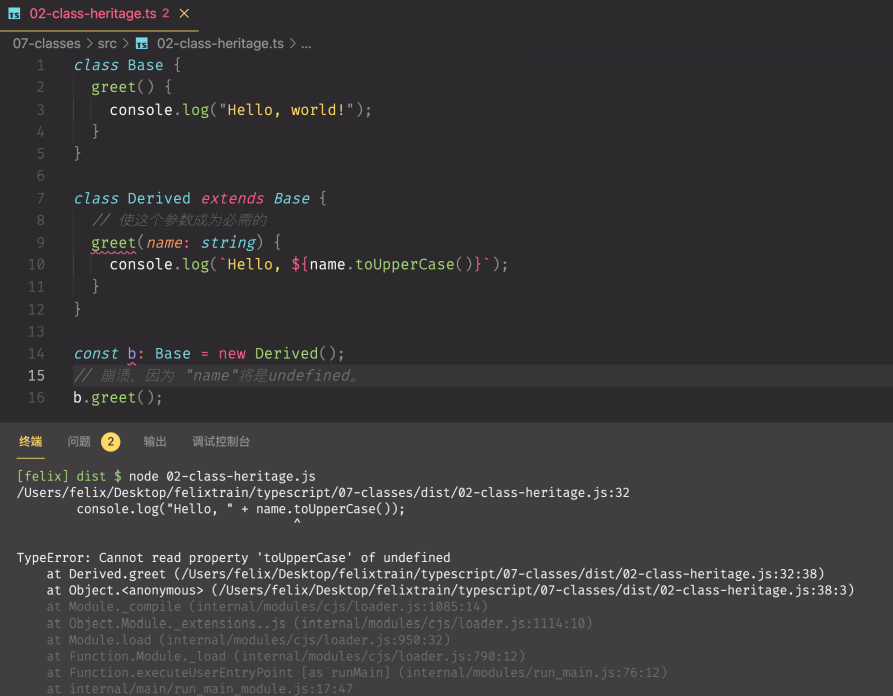 TS 02-class-heritage.ts 2 ×
07-classes > src > TS 02-class-heritage.ts > ...
1 class Base {
2 greet() {
3 console.log("Hello, world!");
4 }
5 }
6
7 class Derived extends Base {
8 // 使这个参数成为必需的
9 greet(name: string) {
10 console.log(`Hello, ${name.toUpperCase()}`);
11 }
12 }
13
14 const b: Base = new Derived();
15 // 崩溃，因为 "name"将是undefined。
16 b.greet();
终端 问题 2 输出 调试控制台
[felix] dist $ node 02-class-heritage.js
/Users/felix/Desktop/felixtrain/typescript/07-classes/dist/02-class-heritage.js:32
console.log("Hello, " + name.toUpperCase());
^
TypeError: Cannot read property 'toUpperCase' of undefined
at Derived.greet (/Users/felix/Desktop/felixtrain/typescript/07-classes/dist/02-class-heritage.js:32:38)
at Object.<anonymous> (/Users/felix/Desktop/felixtrain/typescript/07-classes/dist/02-class-heritage.js:38:3)
at Module._compile (internal/modules/cjs/loader.js:1085:14)
at Object.Module._extensions..js (internal/modules/cjs/loader.js:1114:10)
at Module.load (internal/modules/cjs/loader.js:950:32)
at Function.Module._load (internal/modules/cjs/loader.js:790:12)
at Function.executeUserEntryPoint [as runMain] (internal/modules/run_main.js:76:12)
at internal/main/run_main_module.js:17:47